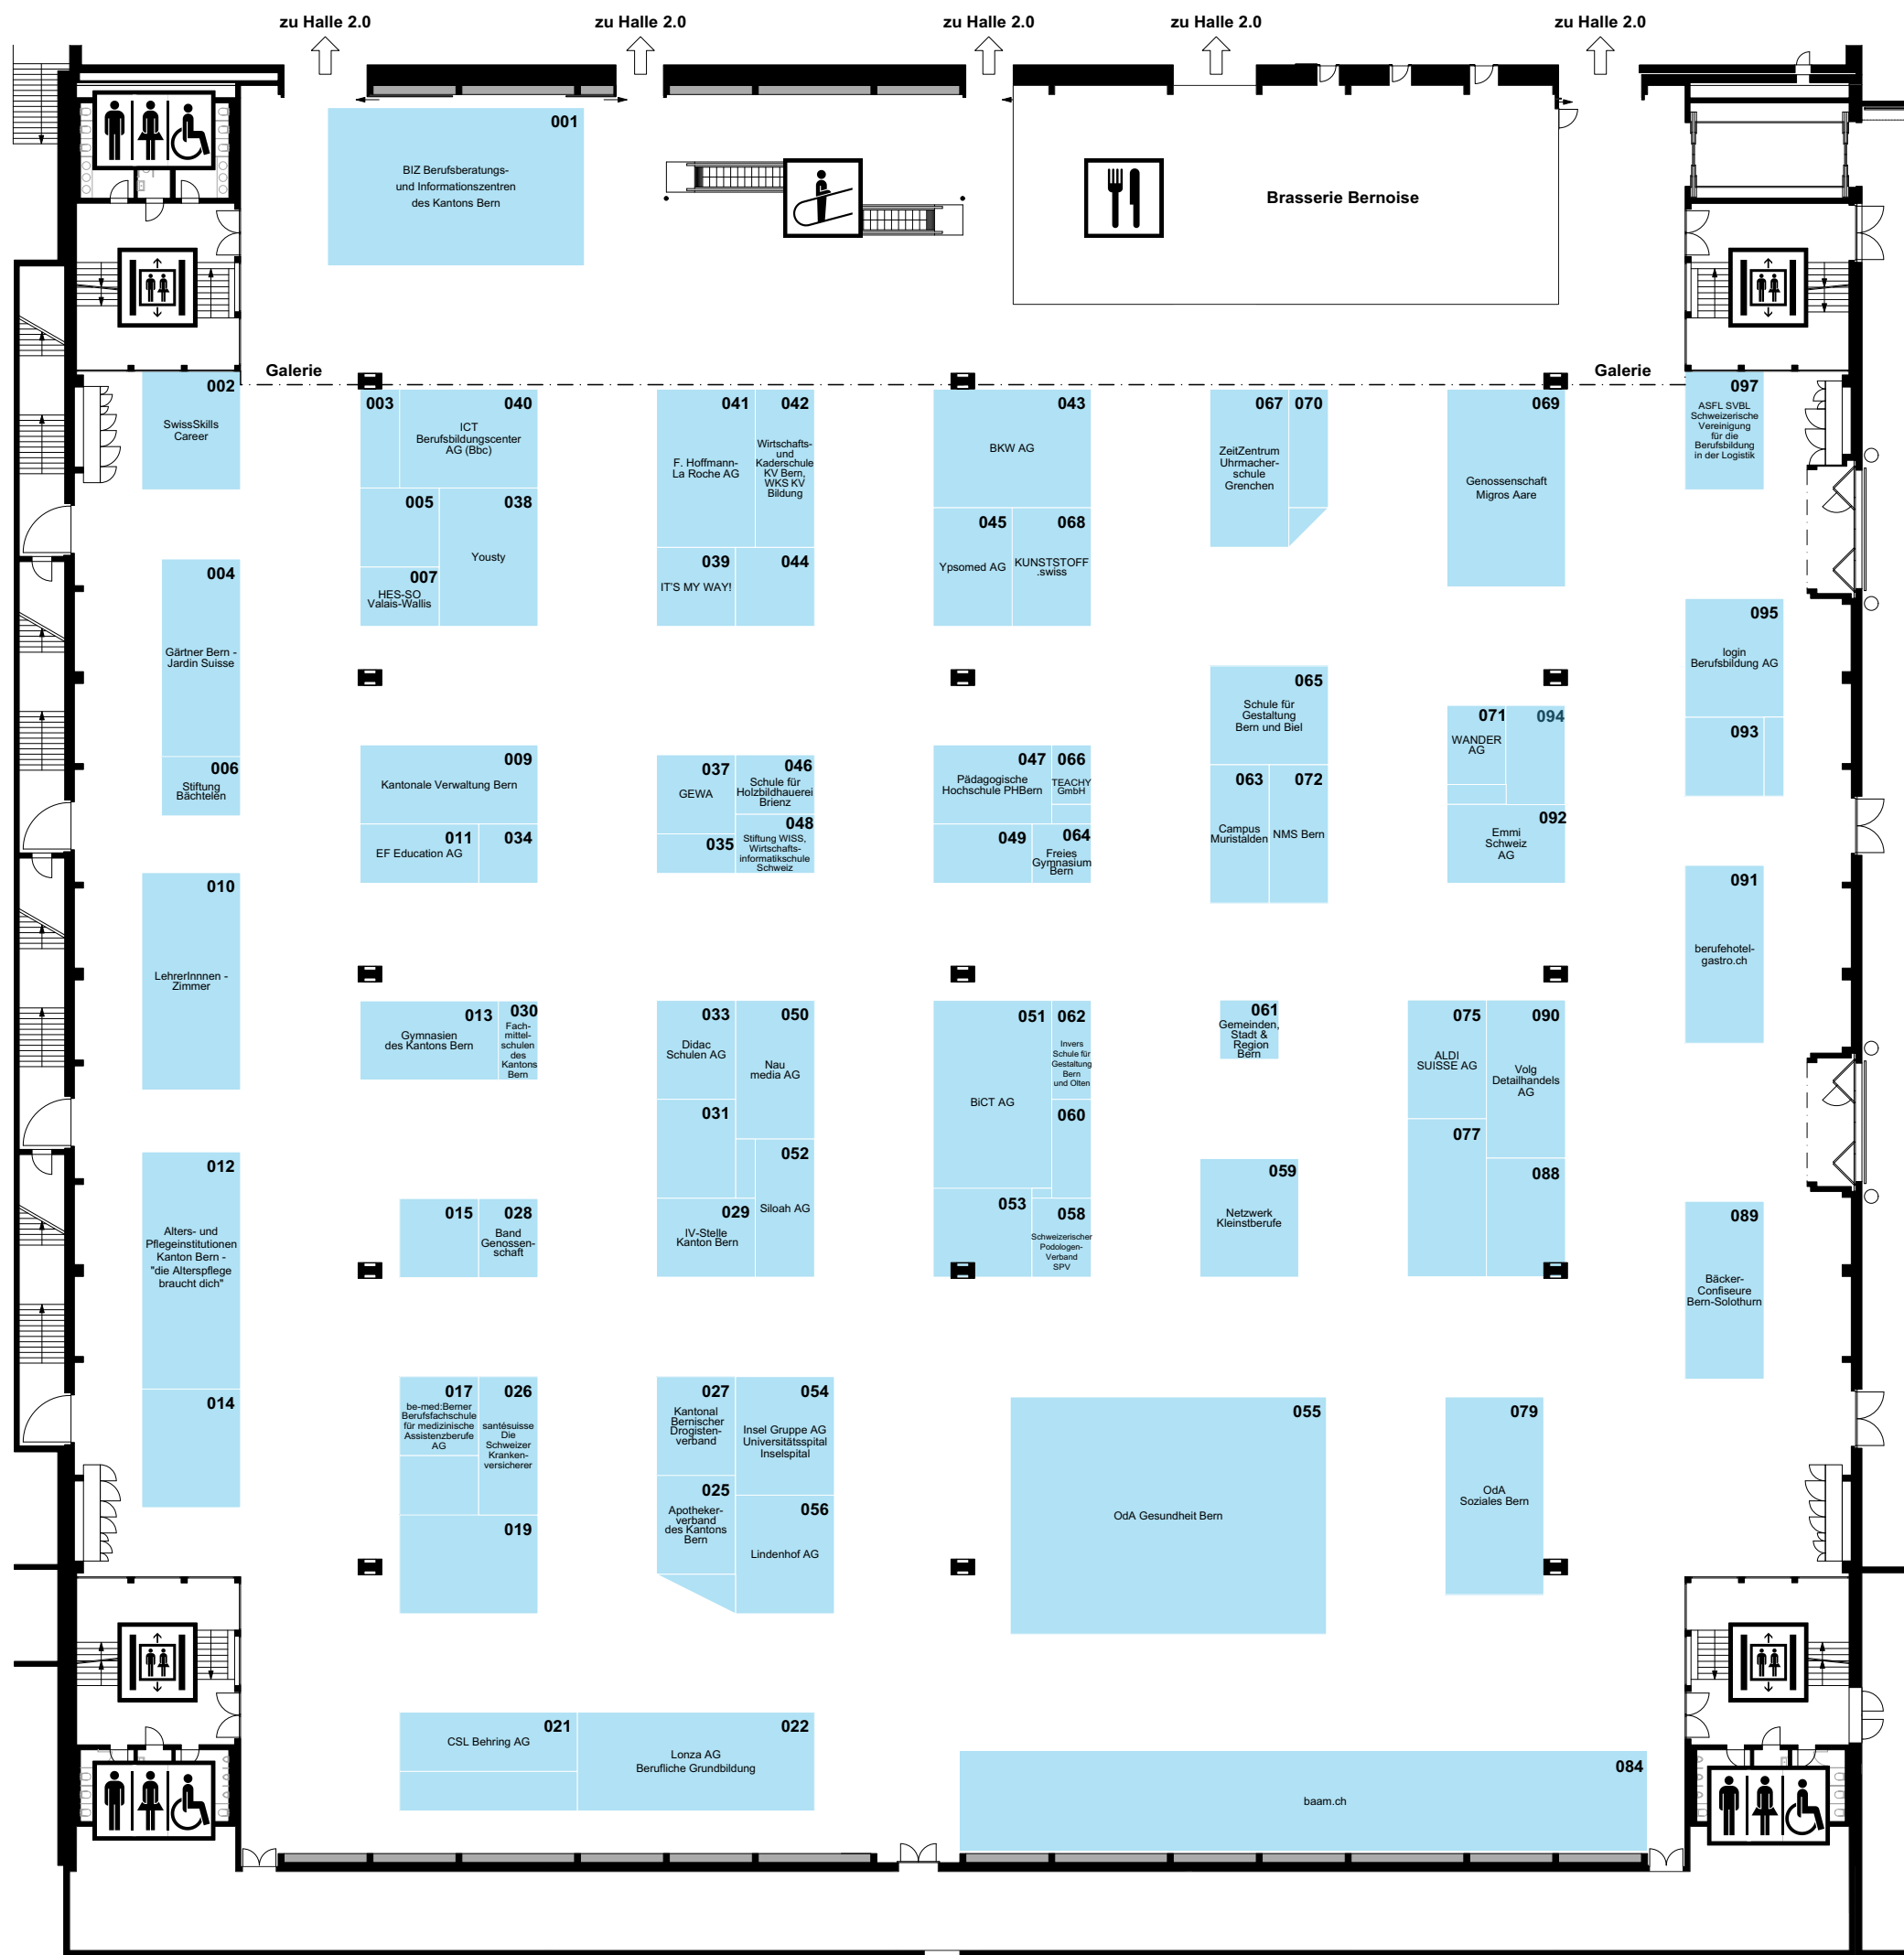 zu Halle 2.0
zu Halle 2.0
zu Halle 2.0
zu Halle 2.0
zu Halle 2.0
001
BIZ Berufsberatungs-
und Informationszentren
des Kantons Bern
Brasserie Bernoise
Galerie
Galerie
002
SwissSkills
Career
003
040
ICT
Berufsbildungscenter
AG (Bbc)
005
038
Yousty
007
HES-SO
Valais-Wallis
041
F. Hoffmann-
La Roche AG
042
Wirtschafts-
und
Kaderschule
KV Bern,
WKS KV
Bildung
039
IT'S MY WAY!
044
043
BKW AG
045
Ypsomed AG
068
KUNSTSTOFF
.swiss
067
ZeitZentrum
Uhrmacher-
schule
Grenchen
070
069
Genossenschaft
Migros Aare
097
ASFL SVBL
Schweizerische
Vereinigung
für die
Berufsbildung
in der Logistik
004
Gärtner Bern -
Jardin Suisse
006
Stiftung
Bächtelen
095
login
Berufsbildung AG
093
065
Schule für
Gestaltung
Bern und Biel
063
Campus
Muristalden
072
NMS Bern
071
WANDER
AG
094
092
Emmi
Schweiz
AG
009
Kantonale Verwaltung Bern
011
EF Education AG
034
037
GEWA
046
Schule für
Holzbildhauerei
Brienz
035
048
Stiftung WISS,
Wirtschafts-
informatikschule
Schweiz
047
Pädagogische
Hochschule PHBern
066
TEACHY
GmbH
049
064
Freies
Gymnasium
Bern
010
LehrerInnnen -
Zimmer
091
berufehotel-
gastro.ch
013
Gymnasien
des Kantons Bern
030
Fach-
mittel-
schulen
des
Kantons
Bern
033
Didac
Schulen AG
050
Nau
media AG
031
052
Siloah AG
029
IV-Stelle
Kanton Bern
051
BiCT AG
062
Invers
Schule für
Gestaltung
Bern
und Olten
060
053
058
Schweizerischer
Podologen-
Verband
SPV
061
Gemeinden,
Stadt &
Region
Bern
059
Netzwerk
Kleinstberufe
075
ALDI
SUISSE AG
090
Volg
Detailhandels
AG
077
088
012
Alters- und
Pflegeinstitutionen
Kanton Bern -
"die Alterspflege
braucht dich"
014
015
028
Band
Genossen-
schaft
089
Bäcker-
Confiseure
Bern-Solothurn
017
be-med:Berner
Berufsfachschule
für medizinische
Assistenzberufe
AG
026
santésuisse
Die
Schweizer
Kranken-
versicherer
019
027
Kantonal
Bernischer
Drogisten-
verband
054
Insel Gruppe AG
Universitätsspital
Inselspital
025
Apotheker-
verband
des Kantons
Bern
056
Lindenhof AG
055
OdA Gesundheit Bern
079
OdA
Soziales Bern
021
CSL Behring AG
022
Lonza AG
Berufliche Grundbildung
084
baam.ch